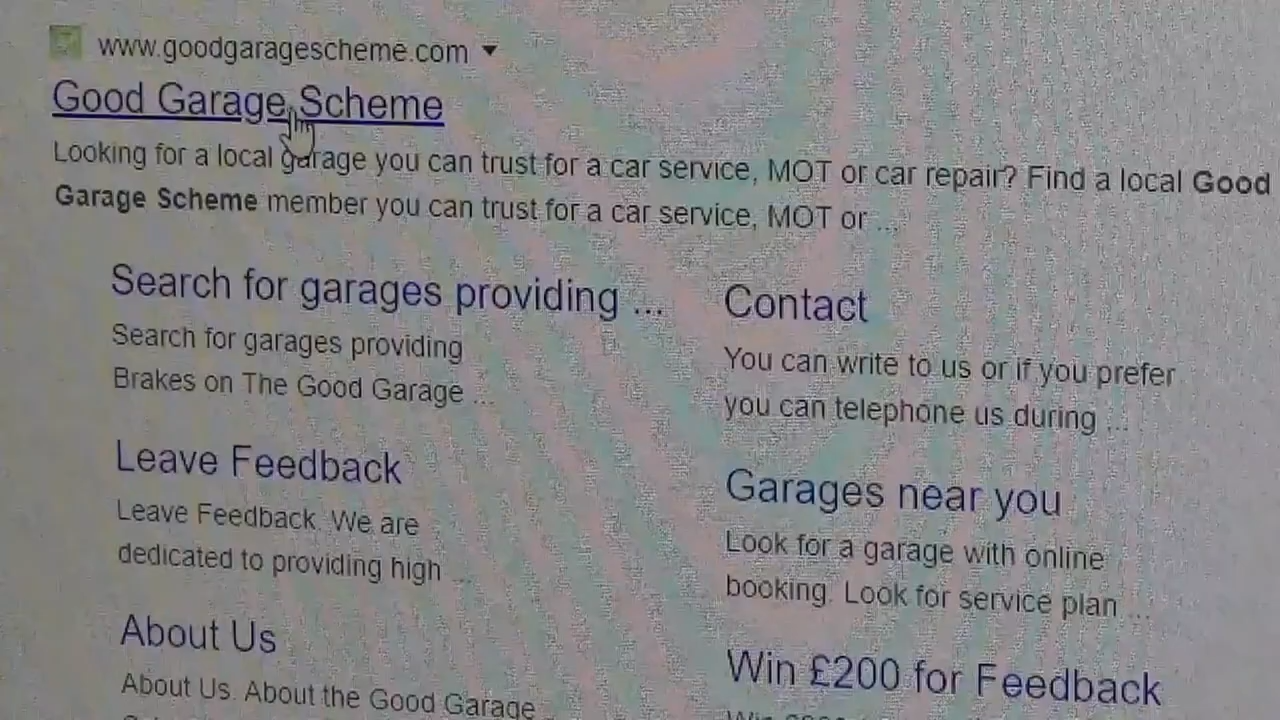 www.goodgaragescheme.com
Good Garage Scheme
Looking for a local garage you can trust for a car service, MOT or car repair? Find a local Good
Garage Scheme member you can trust for a car service, MOT or ...
Search for garages providing ...
Search for garages providing
Brakes on The Good Garage ...
Contact
You can write to us or if you prefer
you can telephone us during ...
Leave Feedback
Leave Feedback. We are
dedicated to providing high ...
Garages near you
Look for a garage with online
booking. Look for service plan ...
About Us
About Us. About the Good Garage
Win £200 for Feedback